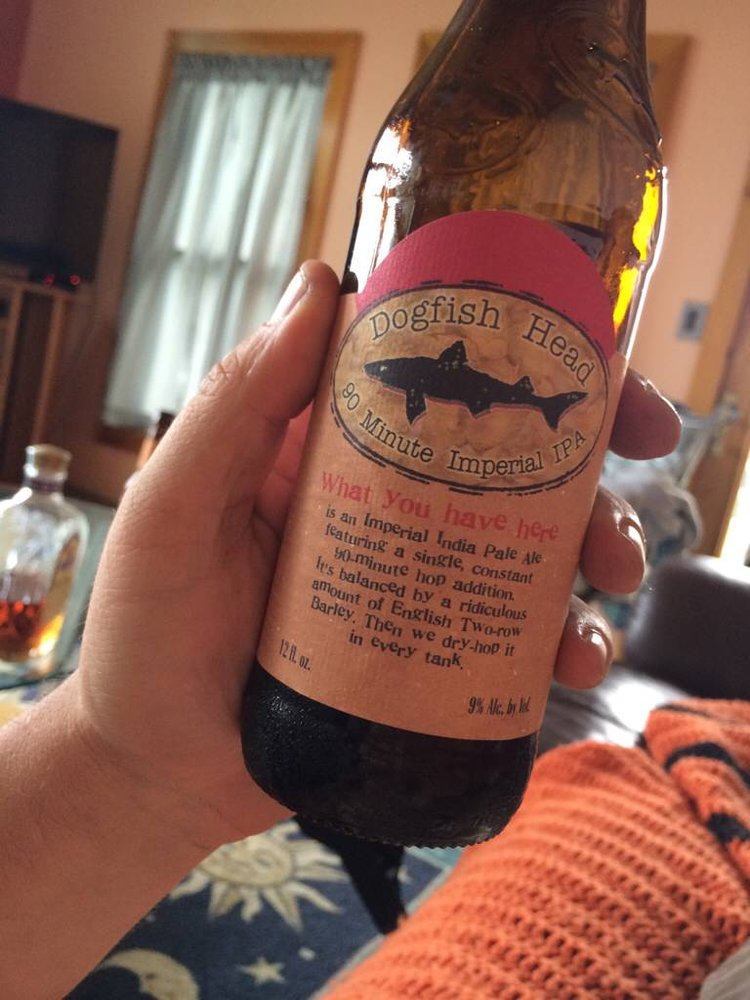 Dogfish Head
90 Minute Imperial IPA
What you have here
is an Imperial India Pale Ale
featuring a single, constant
90-minute hop addition.
It's balanced by a ridiculous
amount of English Two-row
Barley. Then we dry-hop it
in every tank.
12 fl. oz.
9% Alc. by Vol.